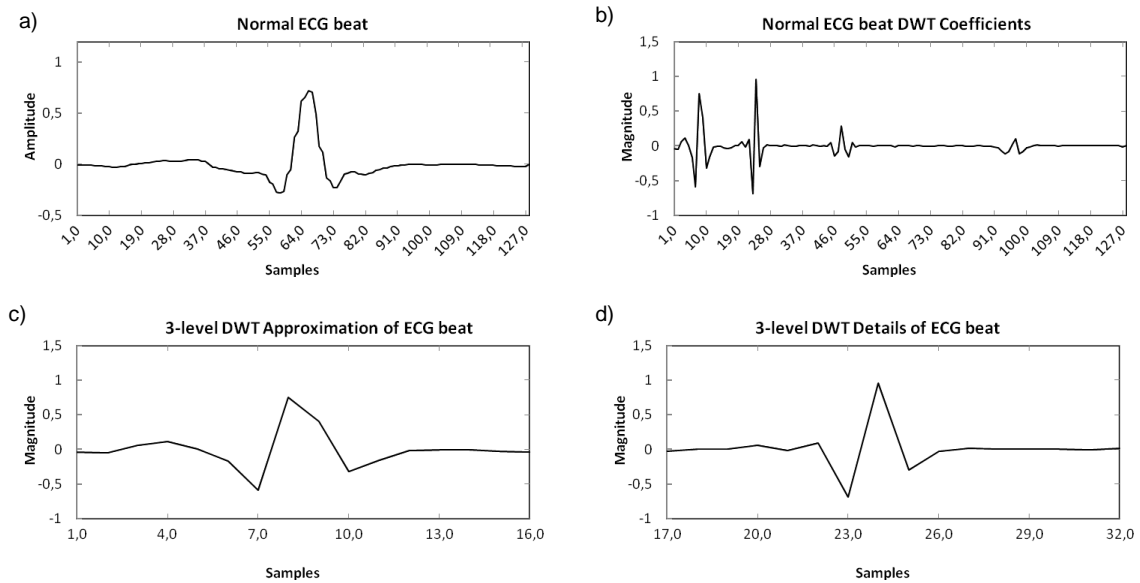 a)
Normal ECG beat
Amplitude
1
0,5
0
-0,5
1,0 10,0 19,0 28,0 37,0 46,0 55,0 64,0 73,0 82,0 91,0 100,0 109,0 118,0 127,0
Samples
b)
Normal ECG beat DWT Coefficients
Magnitude
1,5
1
0,5
0
-0,5
-1
1,0 10,0 19,0 28,0 37,0 46,0 55,0 64,0 73,0 82,0 91,0 100,0 109,0 118,0 127,0
Samples
c)
3-level DWT Approximation of ECG beat
Magnitude
1,5
1
0,5
0
-0,5
-1
1,0 4,0 7,0 10,0 13,0 16,0
Samples
d)
3-level DWT Details of ECG beat
Magnitude
1,5
1
0,5
0
-0,5
-1
17,0 20,0 23,0 26,0 29,0 32,0
Samples